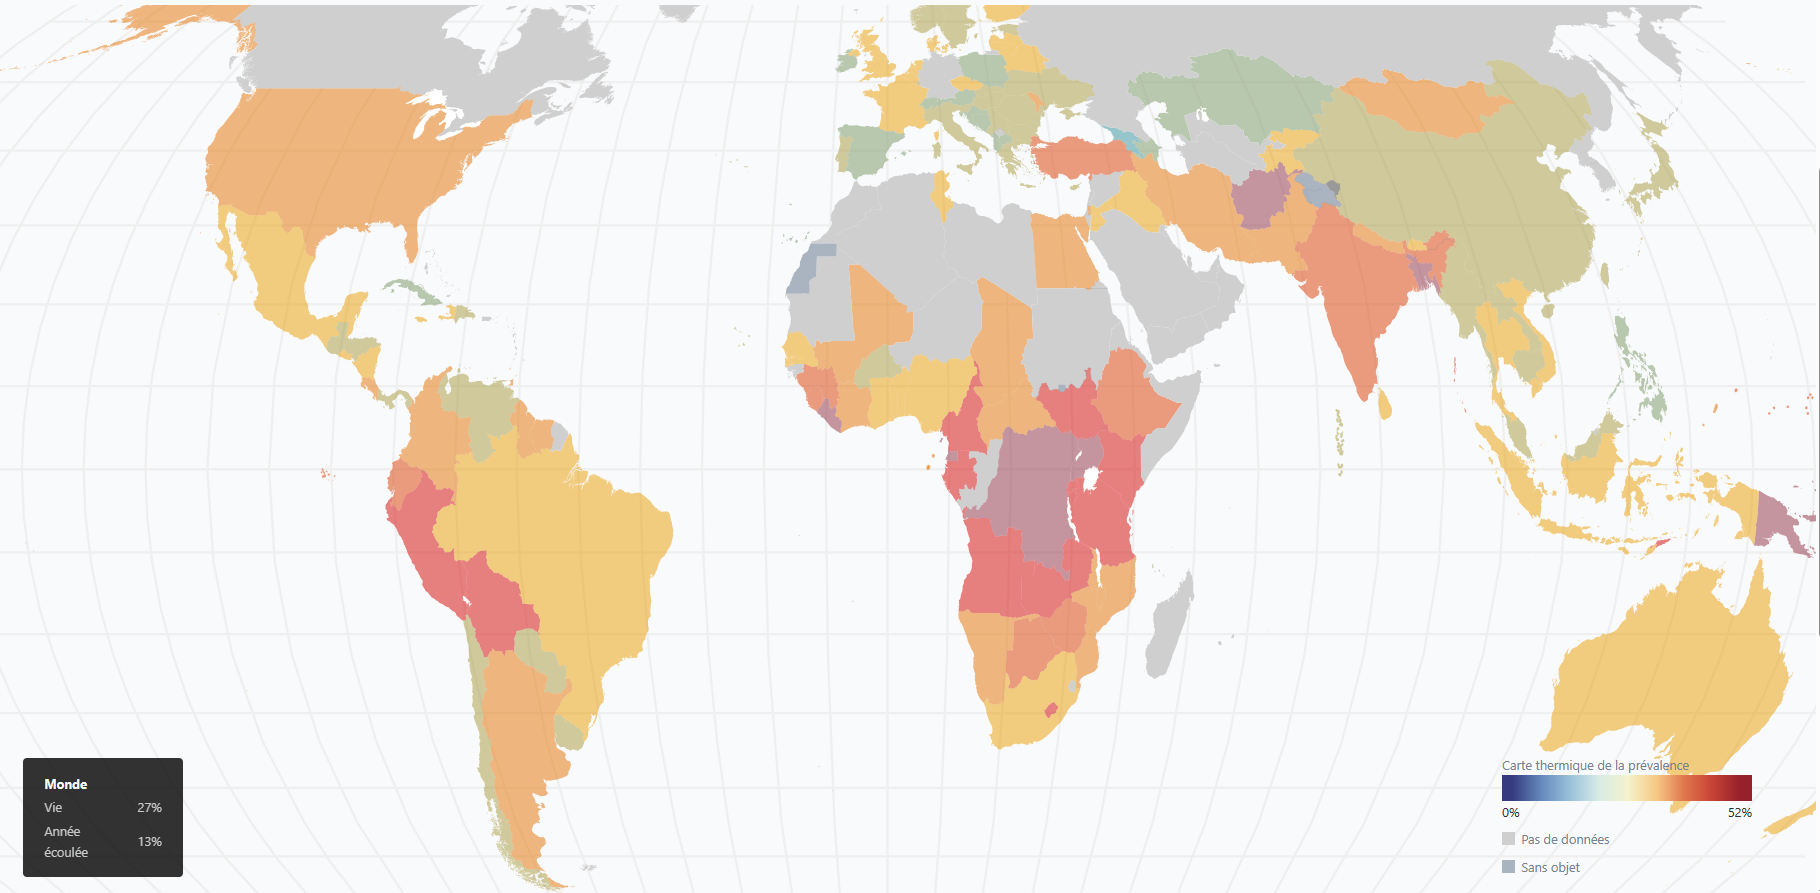 Monde
Vie 27%
Année
écoulée 13%
Carte thermique de la prévalence
0% 52%
Pas de données
Sans objet